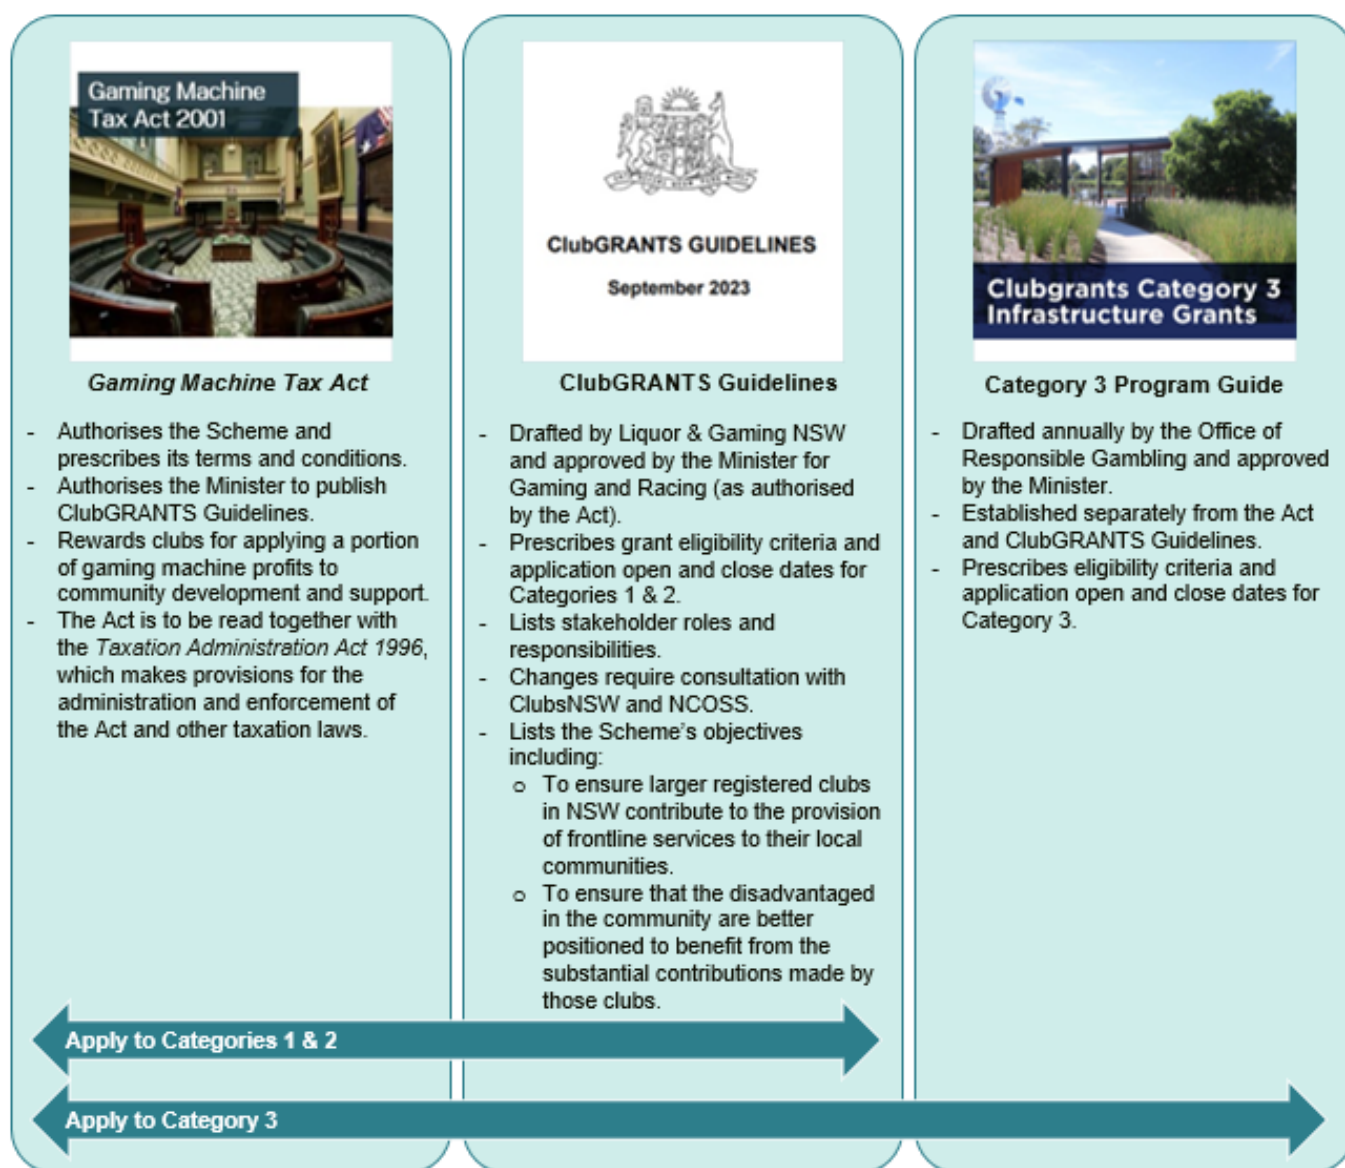 Gaming Machine
Tax Act 2001
Gaming Machine Tax Act
- Authorises the Scheme and
prescribes its terms and conditions.
- Authorises the Minister to publish
ClubGRANTS Guidelines.
- Rewards clubs for applying a portion
of gaming machine profits to
community development and support.
- The Act is to be read together with
the Taxation Administration Act 1996,
which makes provisions for the
administration and enforcement of
the Act and other taxation laws.
ClubGRANTS GUIDELINES
September 2023
ClubGRANTS Guidelines
- Drafted by Liquor & Gaming NSW
and approved by the Minister for
Gaming and Racing (as authorised
by the Act).
- Prescribes grant eligibility criteria and
application open and close dates for
Categories 1 & 2.
- Lists stakeholder roles and
responsibilities.
- Changes require consultation with
ClubsNSW and NCOSS.
- Lists the Scheme's objectives
including:
o To ensure larger registered clubs
in NSW contribute to the provision
of frontline services to their local
communities.
o To ensure that the disadvantaged
in the community are better
positioned to benefit from the
substantial contributions made by
those clubs.
Clubgrants Category 3
Infrastructure Grants
Category 3 Program Guide
- Drafted annually by the Office of
Responsible Gambling and approved
by the Minister.
- Established separately from the Act
and ClubGRANTS Guidelines.
- Prescribes eligibility criteria and
application open and close dates for
Category 3.
Apply to Categories 1 & 2
Apply to Category 3